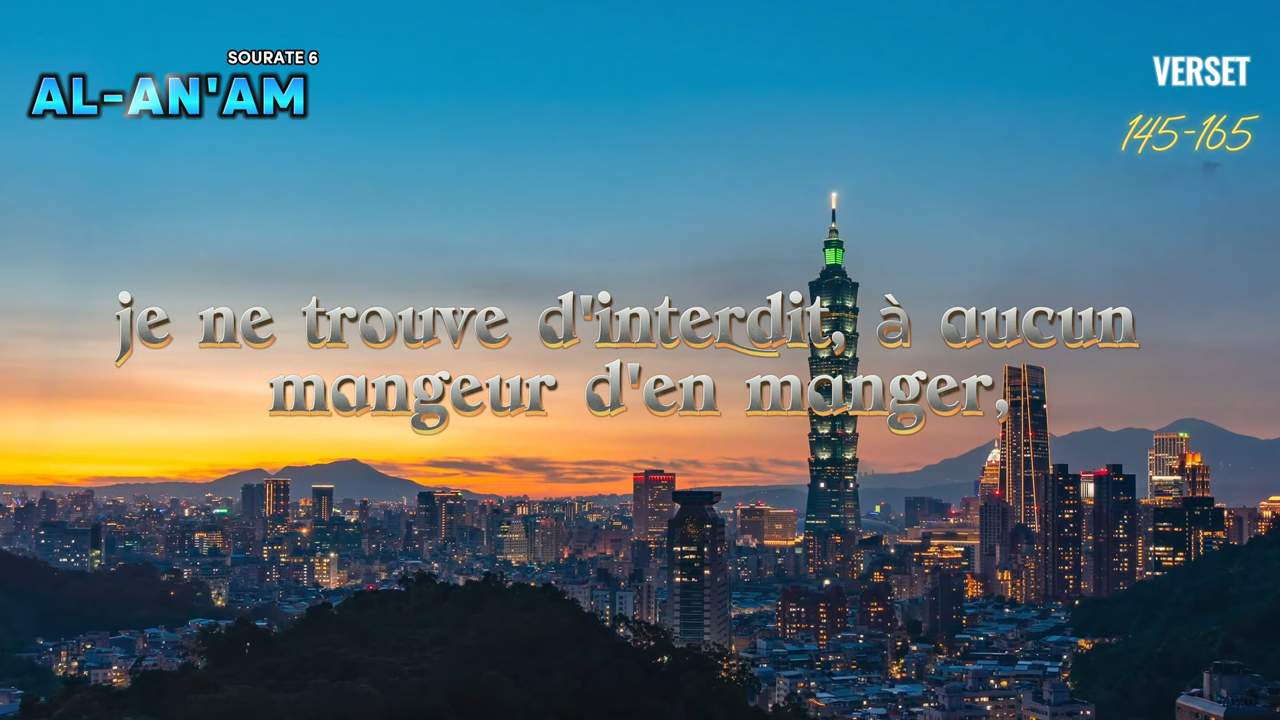 SOURATE 6
AL-AN'AM
VERSET
145-165
je ne trouve d'interdit, à aucun
mangeur d'en manger,